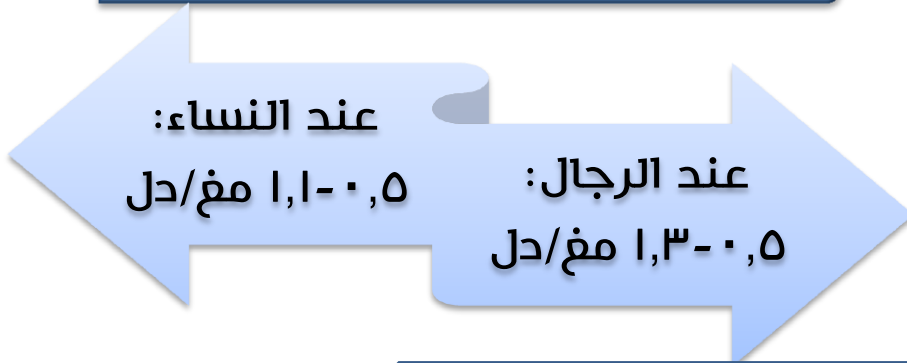 عند النساء:
٠,٥-١,١ مغ/دل
عند الرجال:
٠,٥-١,٣ مغ/دل